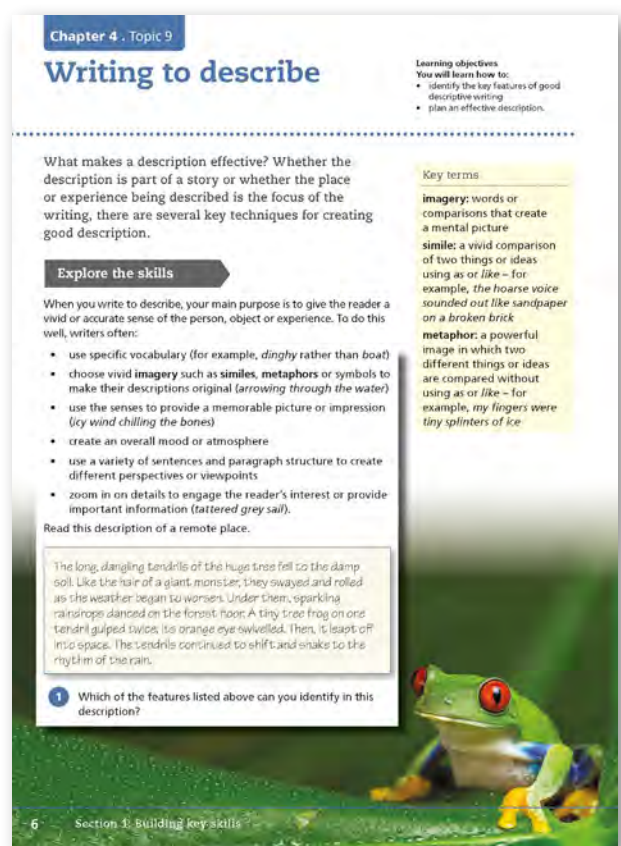 Chapter 4 . Topic 9
Writing to describe
Learning objectives
You will learn how to:
• identify the key features of good
descriptive writing
• plan an effective description.
What makes a description effective? Whether the
description is part of a story or whether the place
or experience being described is the focus of the
writing, there are several key techniques for creating
good description.
Explore the skills
When you write to describe, your main purpose is to give the reader a
vivid or accurate sense of the person, object or experience. To do this
well, writers often:
• use specific vocabulary (for example, dinghy rather than boat)
• choose vivid imagery such as similes, metaphors or symbols to
make their descriptions original (arrowing through the water)
• use the senses to provide a memorable picture or impression
(icy wind chilling the bones)
• create an overall mood or atmosphere
• use a variety of sentences and paragraph structure to create
different perspectives or viewpoints
• zoom in on details to engage the reader's interest or provide
important information (tattered grey sail).
Read this description of a remote place.
The long, dangling tendrils of the huge tree fell to the damp
soil. Like the hair of a giant monster, they swayed and rolled
as the weather began to worsen. Under them, sparkling
raindrops danced on the forest floor. A tiny tree frog on one
tendril gulped twice; its orange eye swivelled. Then, it leapt off
into space. The tendrils continued to shift and snake to the
rhythm of the rain.
1 Which of the features listed above can you identify in this
description?
Key terms
imagery: words or
comparisons that create
a mental picture
simile: a vivid comparison
of two things or ideas
using as or like – for
example, the hoarse voice
sounded out like sandpaper
on a broken brick
metaphor: a powerful
image in which two
different things or ideas
are compared without
using as or like – for
example, my fingers were
tiny splinters of ice
6 Section 1: Building key skills